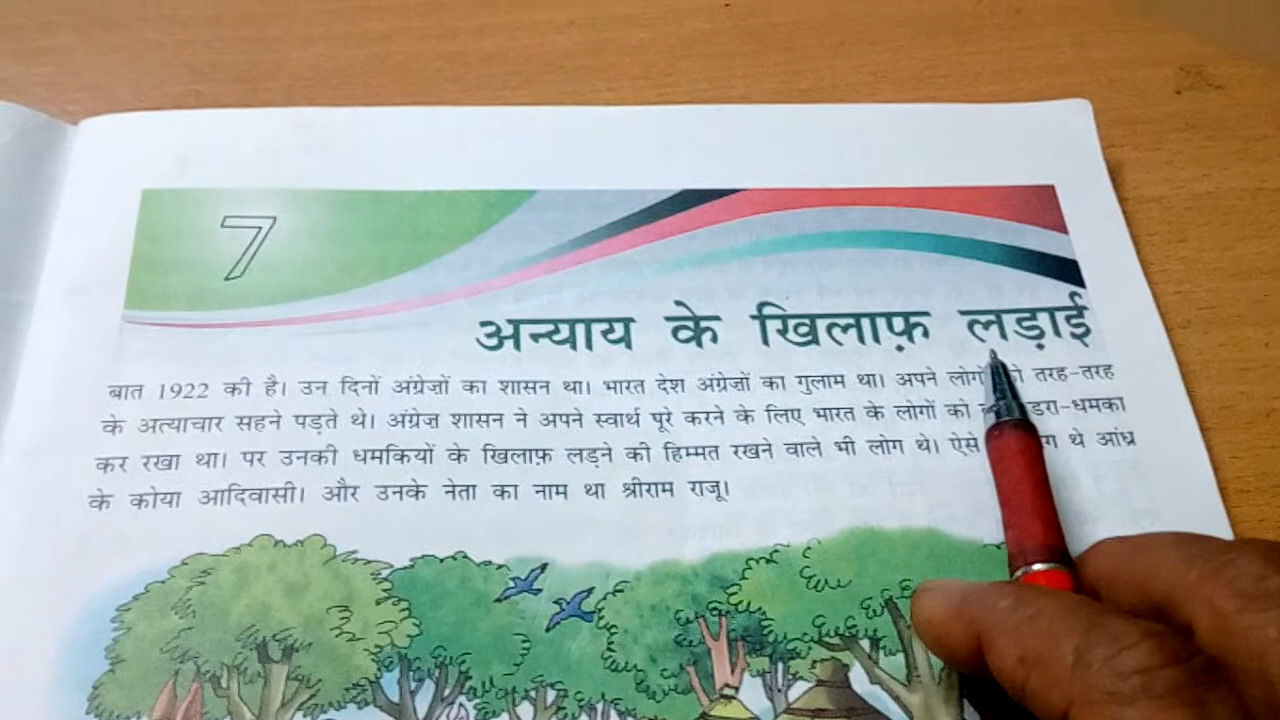 7
अन्याय के खिलाफ़ लड़ाई
बात 1922 की है। उन दिनों अंग्रेज़ों का शासन था। भारत देश अंग्रेज़ों का गुलाम था। अपने तरह-तरह
के अत्याचार सहने पड़ते थे। अंग्रेज़ शासन ने अपने स्वार्थ पूरे करने के लिए भारत के लोगों को डरा-धमका
कर रखा था। पर उनकी धमकियों के खिलाफ़ लड़ने की हिम्मत रखने वाले भी लोग थे। ऐसे थे आंध्र
के कोया आदिवासी। और उनके नेता का नाम था श्रीराम राजू।